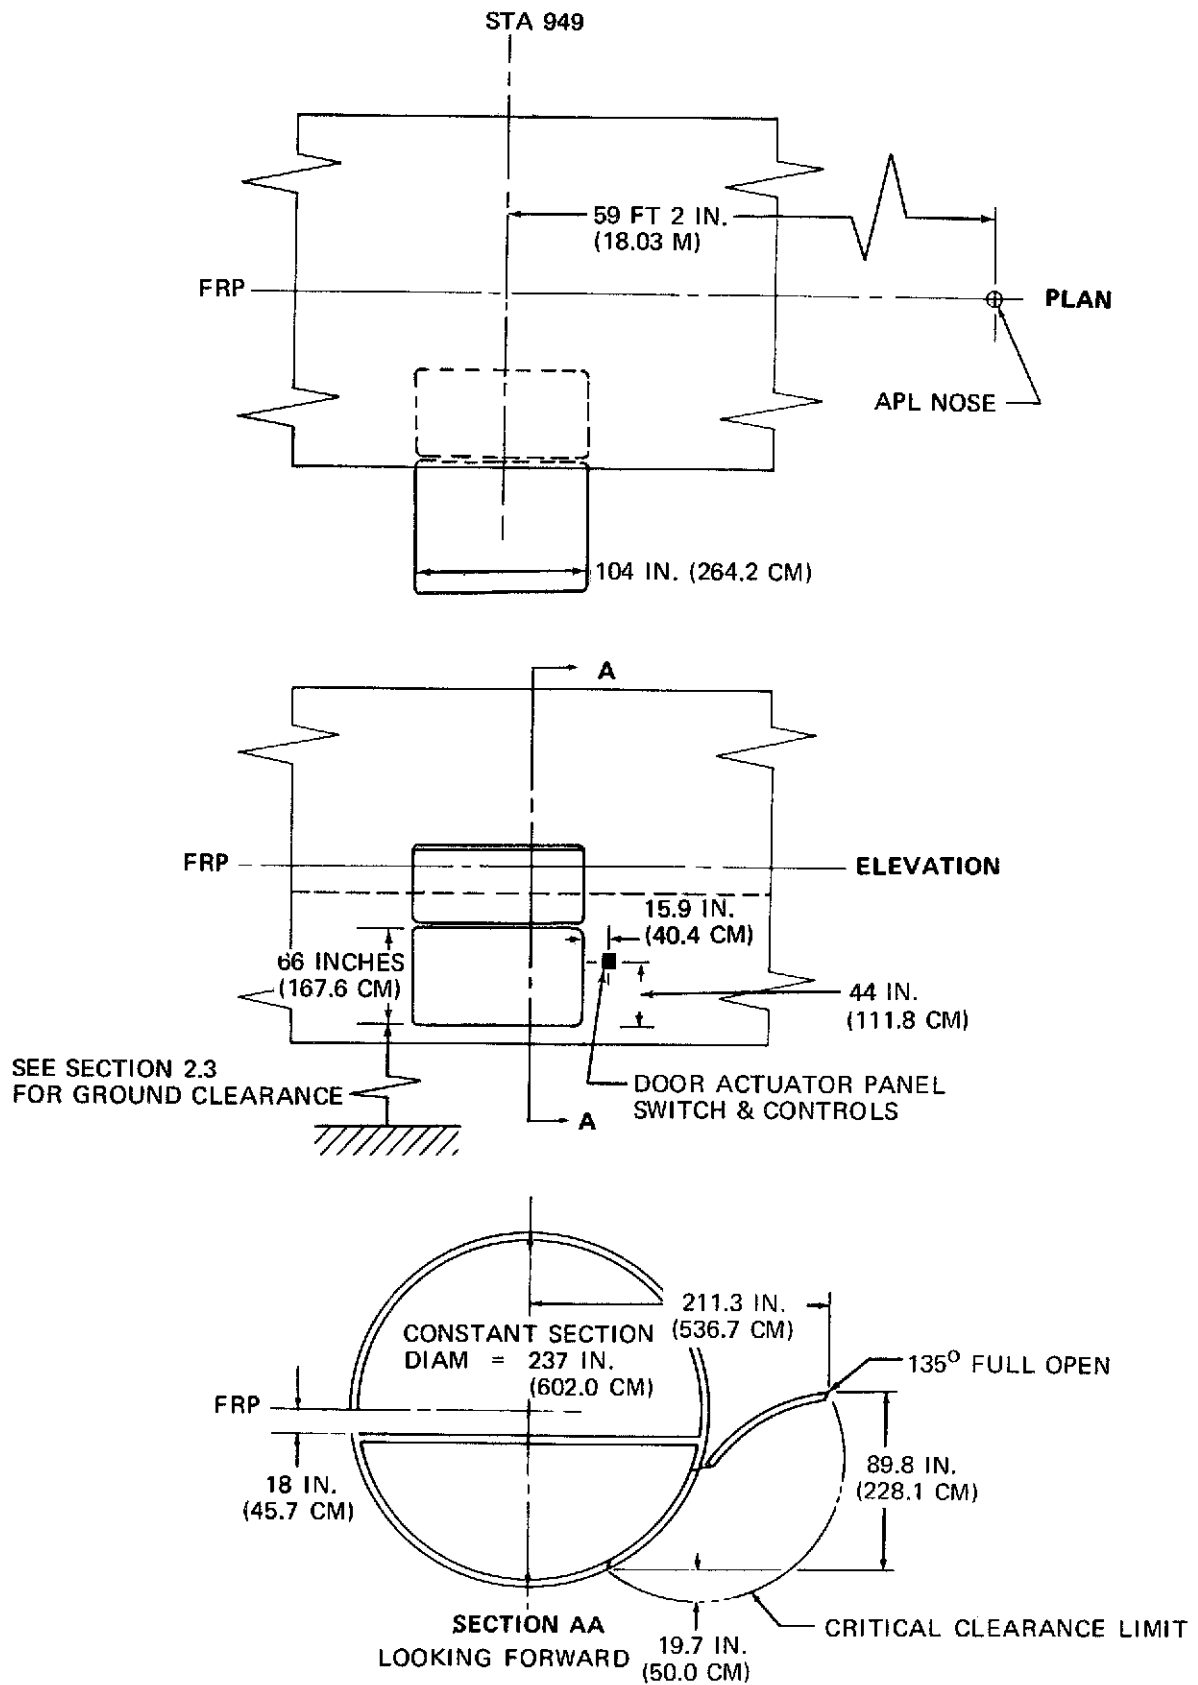 STA 949
59 FT 2 IN.
(18.03 M)
FRP
PLAN
APL NOSE
104 IN. (264.2 CM)
A
FRP
ELEVATION
15.9 IN.
(40.4 CM)
66 INCHES
(167.6 CM)
44 IN.
(111.8 CM)
SEE SECTION 2.3
FOR GROUND CLEARANCE
DOOR ACTUATOR PANEL
SWITCH & CONTROLS
A
211.3 IN.
(536.7 CM)
CONSTANT SECTION
DIAM = 237 IN.
(602.0 CM)
135° FULL OPEN
FRP
18 IN.
(45.7 CM)
89.8 IN.
(228.1 CM)
SECTION AA
LOOKING FORWARD
19.7 IN.
(50.0 CM)
CRITICAL CLEARANCE LIMIT